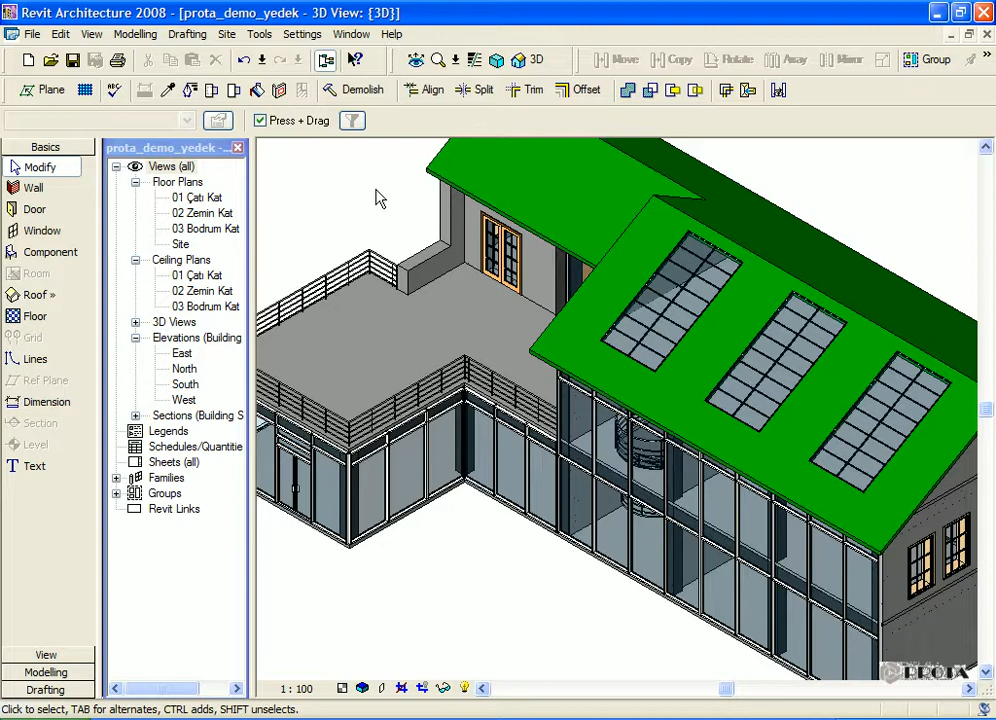 Revit Architecture 2008 - [prota_demo_yedek - 3D View: {3D}]
File Edit View Modelling Drafting Site Tools Settings Window Help
3D Move Copy Rotate Array Mirror Group »
Plane ABC Demolish Align Split Trim Offset
Press + Drag
Basics
Modify
Wall
Door
Window
Component
Room
Roof »
Floor
Grid
Lines
Ref Plane
Dimension
Section
Level
Text
View
Modelling
Drafting
prota_demo_yedek -...
Views (all)
Floor Plans
01 Çatı Kat
02 Zemin Kat
03 Bodrum Kat
Site
Ceiling Plans
01 Çatı Kat
02 Zemin Kat
03 Bodrum Kat
3D Views
Elevations (Building
East
North
South
West
Sections (Building S
Legends
Schedules/Quantitie
Sheets (all)
Families
Groups
Revit Links
PROTA
1 : 100
Click to select, TAB for alternates, CTRL adds, SHIFT unselects.